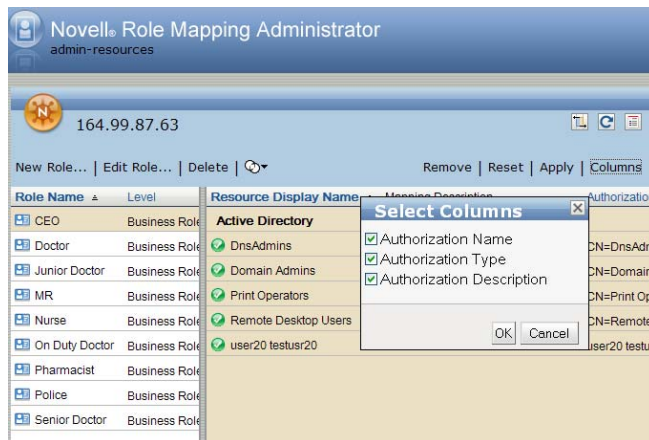 Novell® Role Mapping Administrator
admin-resources
164.99.87.63
New Role... | Edit Role... | Delete |
Remove | Reset | Apply | Columns
Role Name Level
Resource Display Name Mapping Description
CEO Business Role
Doctor Business Role
Junior Doctor Business Role
MR Business Role
Nurse Business Role
On Duty Doctor Business Role
Pharmacist Business Role
Police Business Role
Senior Doctor Business Role
Active Directory
DnsAdmins
Domain Admins
Print Operators
Remote Desktop Users
user20 testusr20
Select Columns
Authorization Name
Authorization Type
Authorization Description
OK Cancel
Authorizatio
CN=DnsAdr
CN=Domain
CN=Print Op
CN=Remote
user20 testu